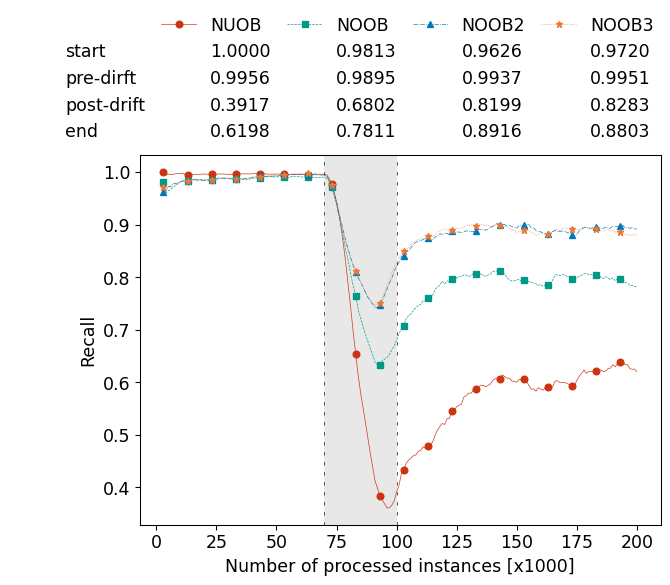 NUOB NOOB NOOB2 NOOB3
start 1.0000 0.9813 0.9626 0.9720
pre-dirft 0.9956 0.9895 0.9937 0.9951
post-drift 0.3917 0.6802 0.8199 0.8283
end 0.6198 0.7811 0.8916 0.8803
1.0
0.9
0.8
0.7
0.6
0.5
0.4
Recall
0 25 50 75 100 125 150 175 200
Number of processed instances [x1000]